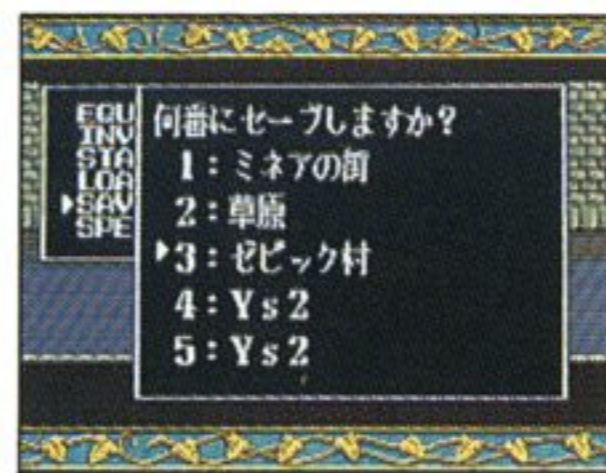 EQU
INV
STA
LOA
▶SAV
SPE
何番にセーブしますか?
1:ミネアの街
2:草原
▶3:ゼピック村
4:Ys2
5:Ys2